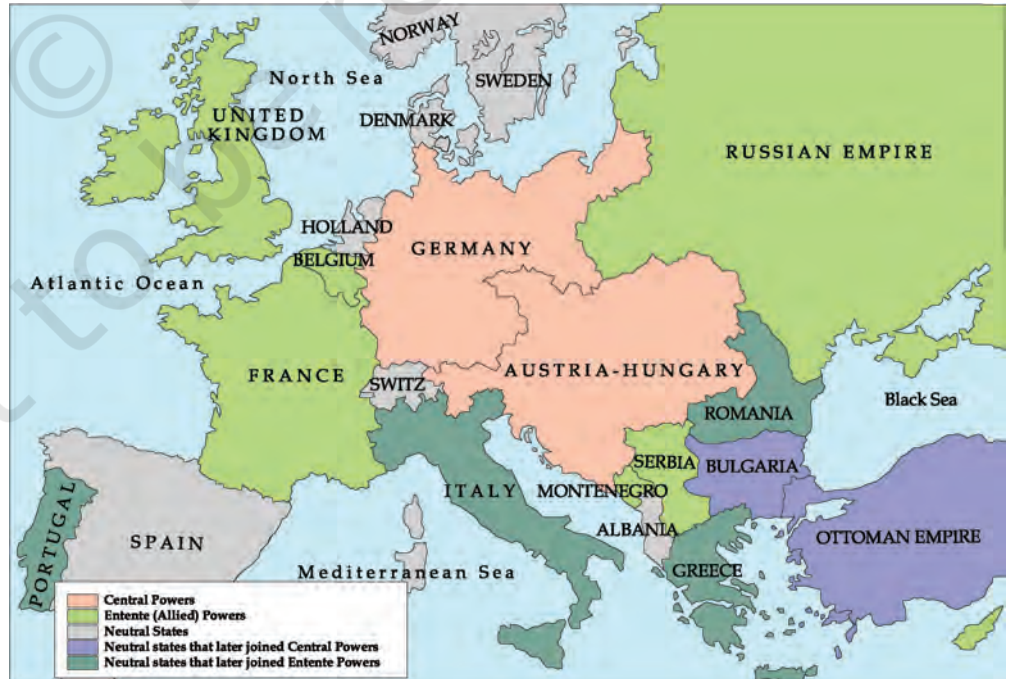 NORWAY
North Sea
SWEDEN
UNITED
KINGDOM
DENMARK
RUSSIAN EMPIRE
HOLLAND
GERMANY
BELGIUM
Atlantic Ocean
FRANCE
SWITZ
AUSTRIA-HUNGARY
Black Sea
ROMANIA
SERBIA
BULGARIA
ITALY
MONTENEGRO
PORTUGAL
SPAIN
ALBANIA
OTTOMAN EMPIRE
Mediterranean Sea
GREECE
Central Powers
Entente (Allied) Powers
Neutral States
Neutral states that later joined Central Powers
Neutral states that later joined Entente Powers
©
to be